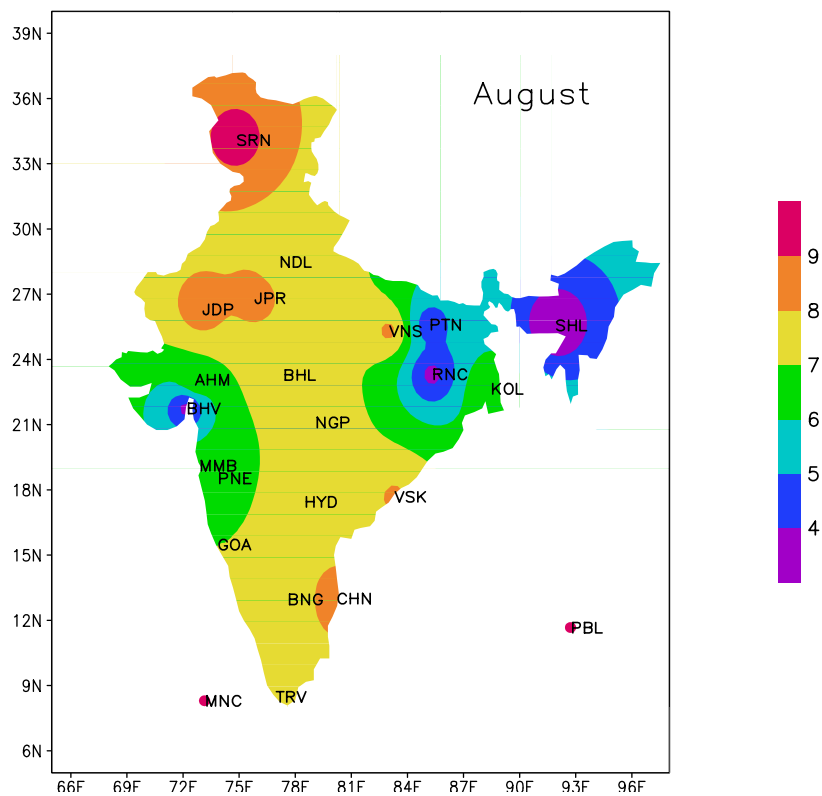 August
39N
36N
33N
30N
27N
24N
21N
18N
15N
12N
9N
6N
SRN
NDL
JDP
JPR
VNS
PTN
SHL
AHM
BHL
RNC
KOL
BHV
NGP
MMB
PNE
HYD
VSK
GOA
BNG
CHN
PBL
MNC
TRV
9
8
7
6
5
4
66E 69E 72E 75E 78E 81E 84E 87E 90E 93E 96E